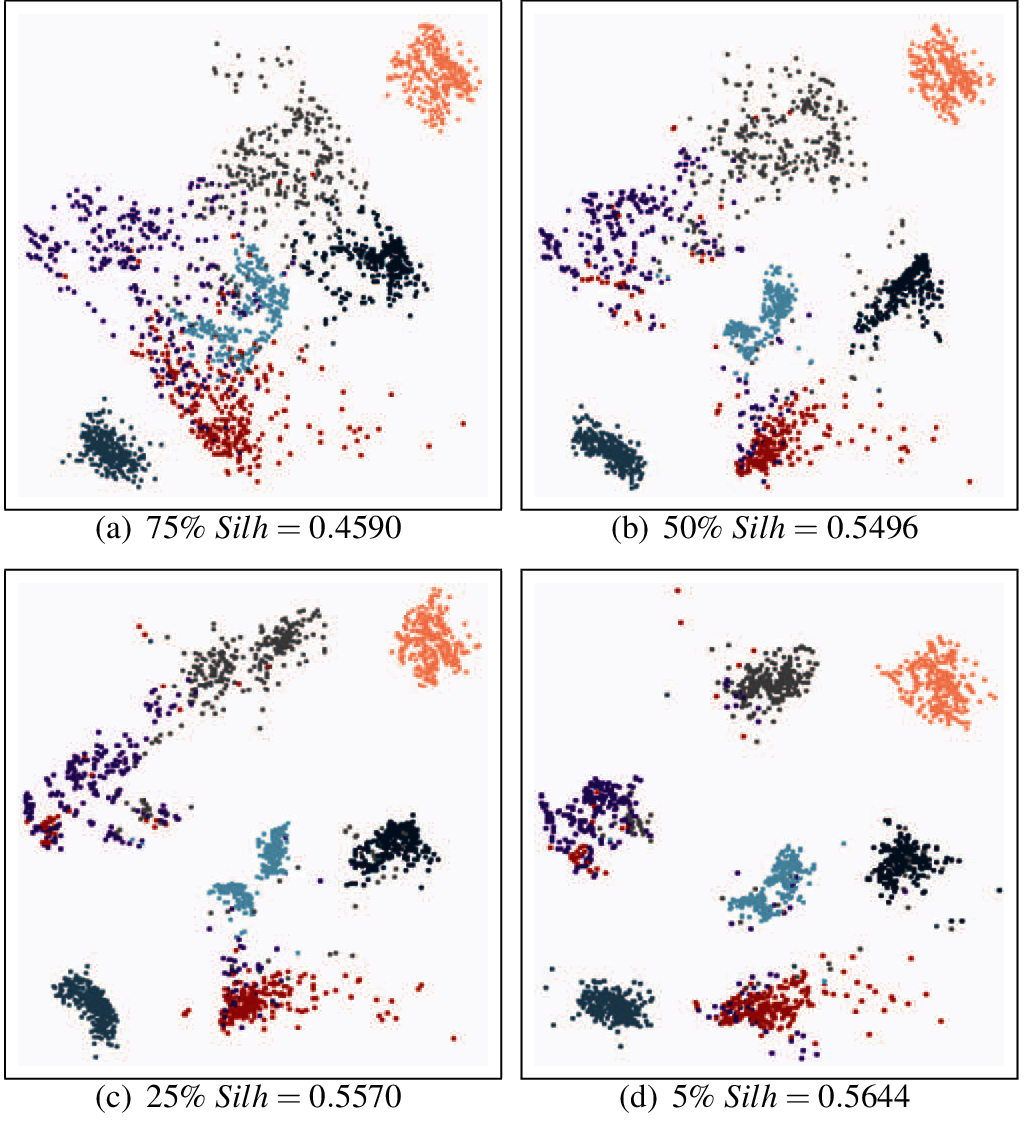 (a) 75% Silh = 0.4590
(b) 50% Silh = 0.5496
(c) 25% Silh = 0.5570
(d) 5% Silh = 0.5644